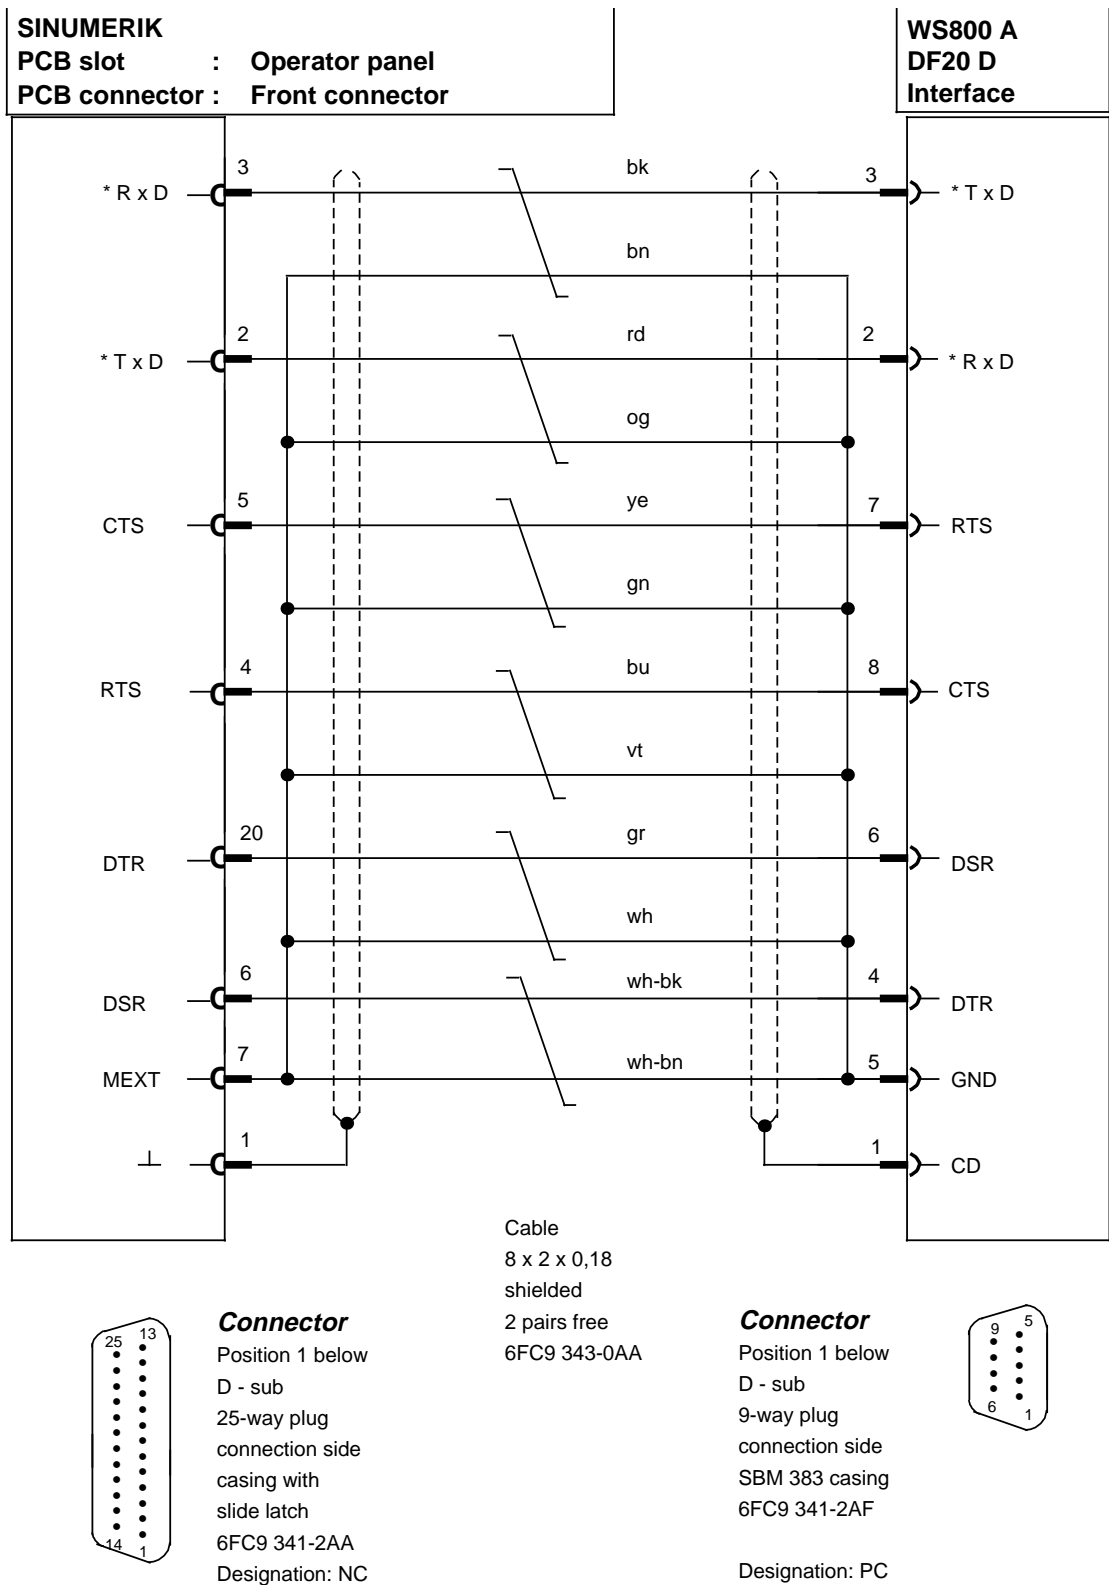 SINUMERIK
PCB slot : Operator panel
PCB connector : Front connector
WS800 A
DF20 D
Interface
* R x D 3 bk 3 * T x D
bn
* T x D 2 rd 2 * R x D
og
CTS 5 ye 7 RTS
gn
RTS 4 bu 8 CTS
vt
DTR 20 gr 6 DSR
wh
DSR 6 wh-bk 4 DTR
MEXT 7 wh-bn 5 GND
1 1 CD
Cable
8 x 2 x 0,18
shielded
2 pairs free
6FC9 343-0AA
25 13
14 1
Connector
Position 1 below
D - sub
25-way plug
connection side
casing with
slide latch
6FC9 341-2AA
Designation: NC
Connector
Position 1 below
D - sub
9-way plug
connection side
SBM 383 casing
6FC9 341-2AF
Designation: PC
9 5
6 1